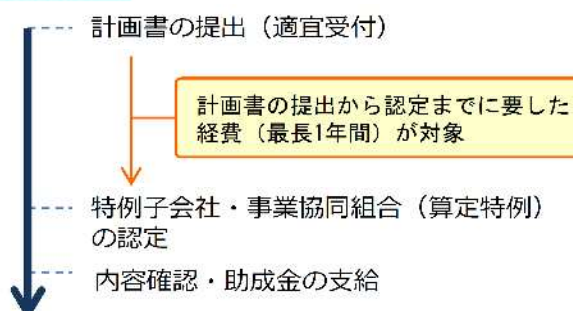 計画書の提出（適宜受付）
計画書の提出から認定までに要した
経費（最長1年間）が対象
特例子会社・事業協同組合（算定特例）
の認定
内容確認・助成金の支給